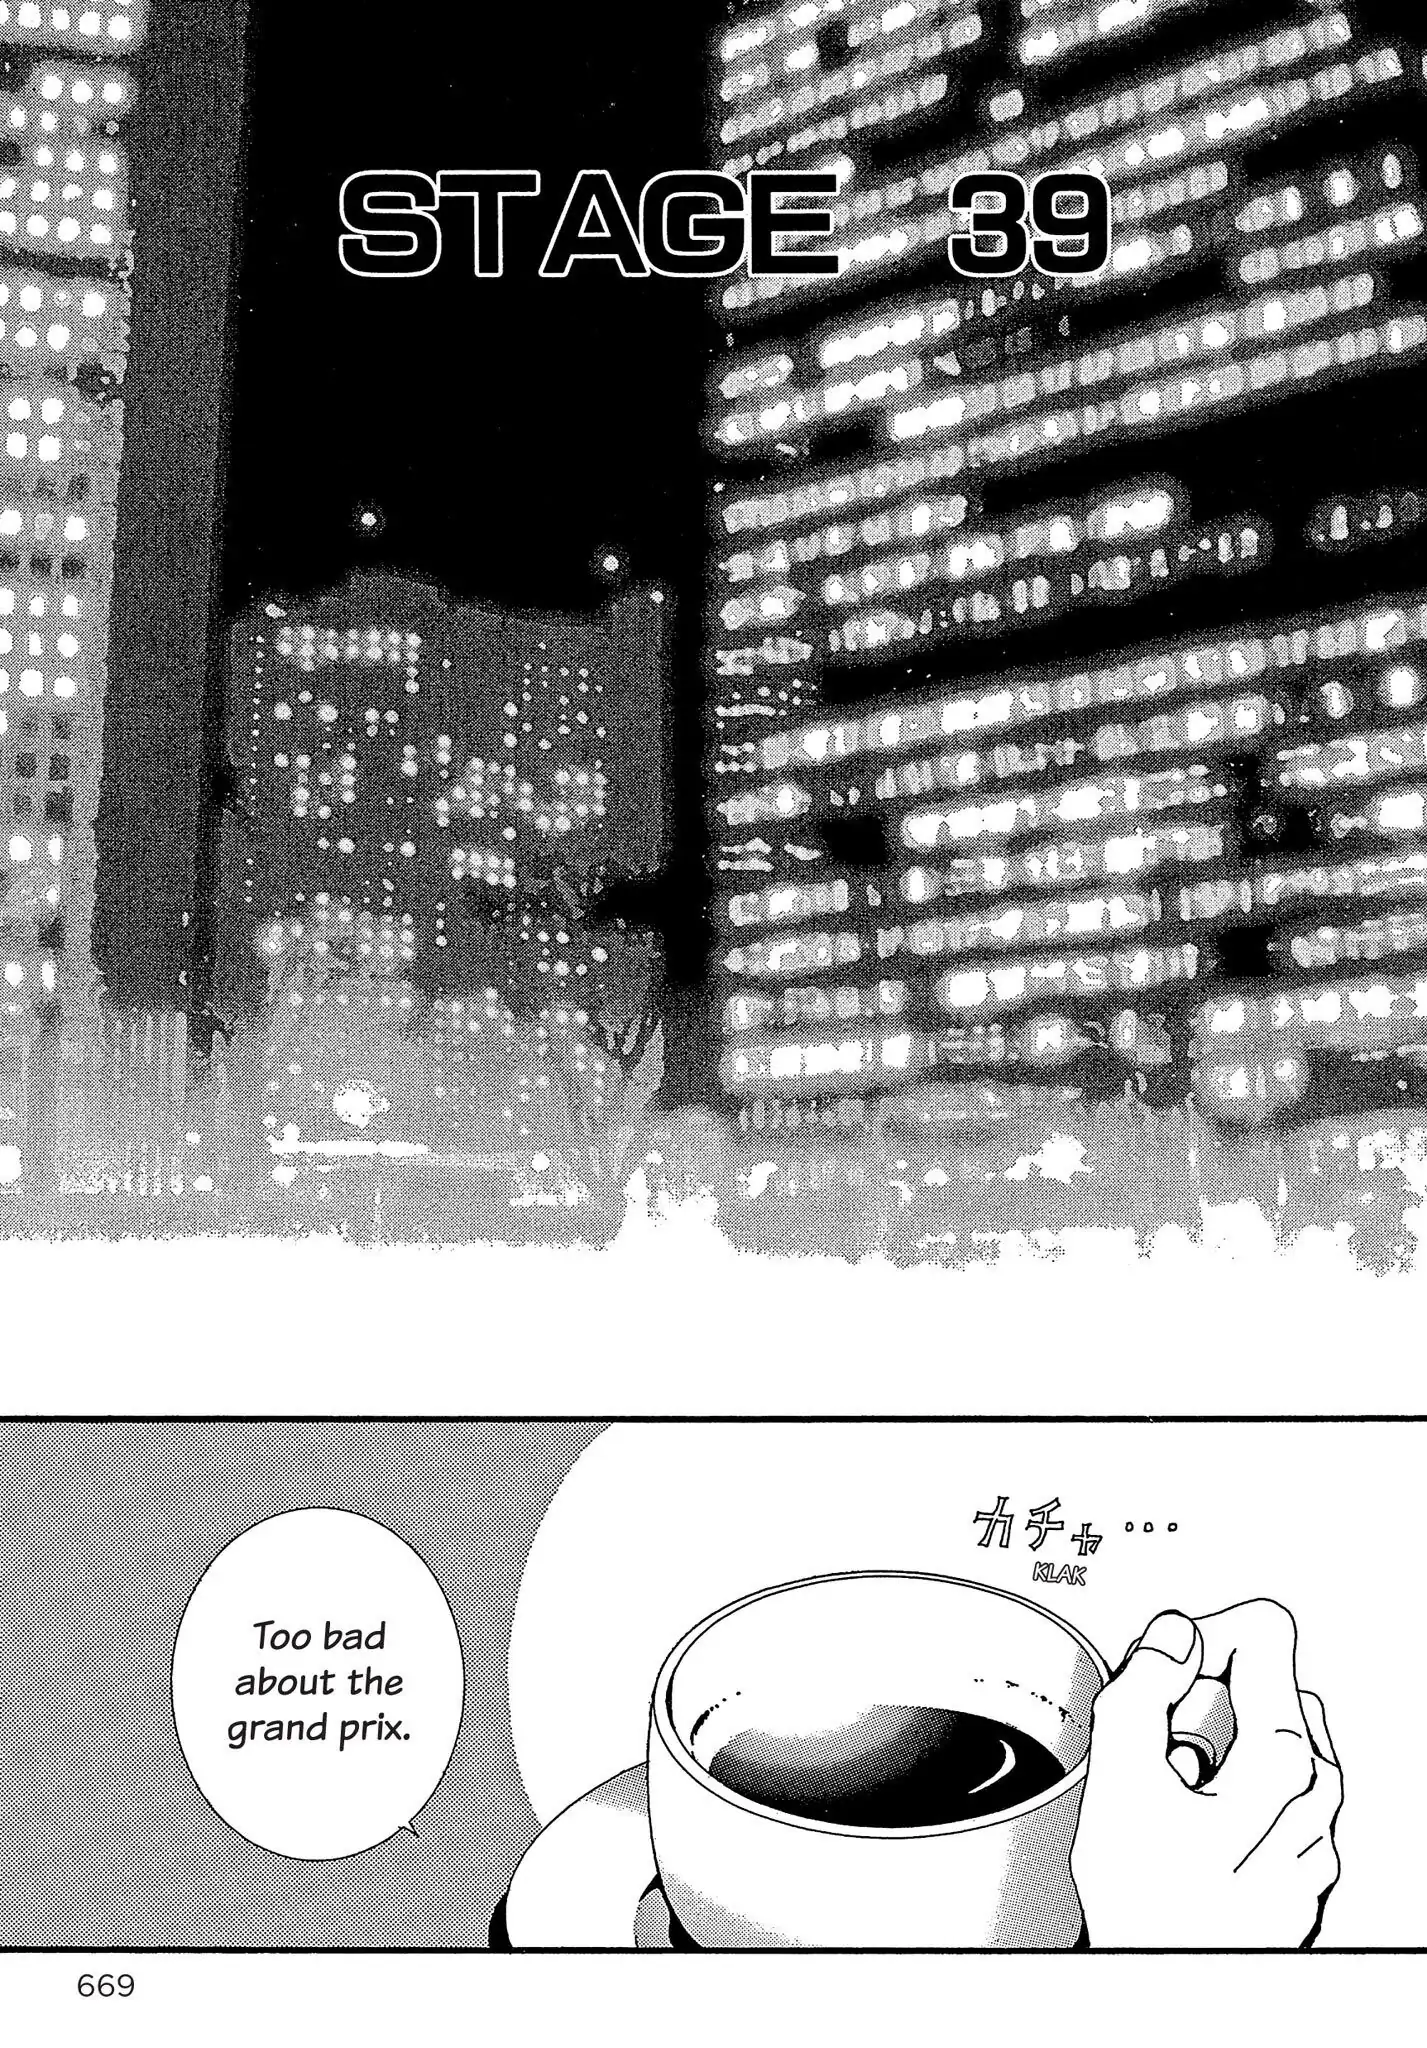 STAGE 39
カチャ・・・
KLAK
Too bad
about the
grand prix.
669